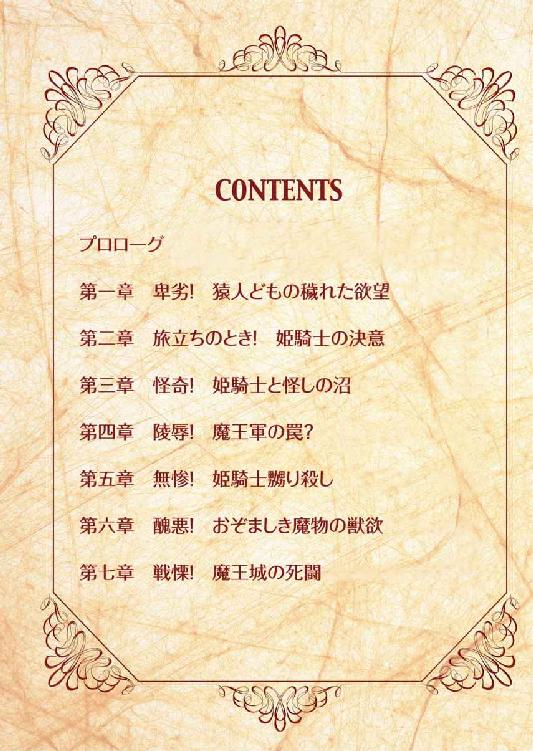 CONTENTS
プロローグ
第一章　卑劣！　猿人どもの穢れた欲望
第二章　旅立ちのとき！　姫騎士の決意
第三章　怪奇！　姫騎士と怪しの沼
第四章　陵辱！　魔王軍の罠？
第五章　無惨！　姫騎士嬲り殺し
第六章　醜悪！　おぞましき魔物の獣欲
第七章　戦慄！　魔王城の死闘